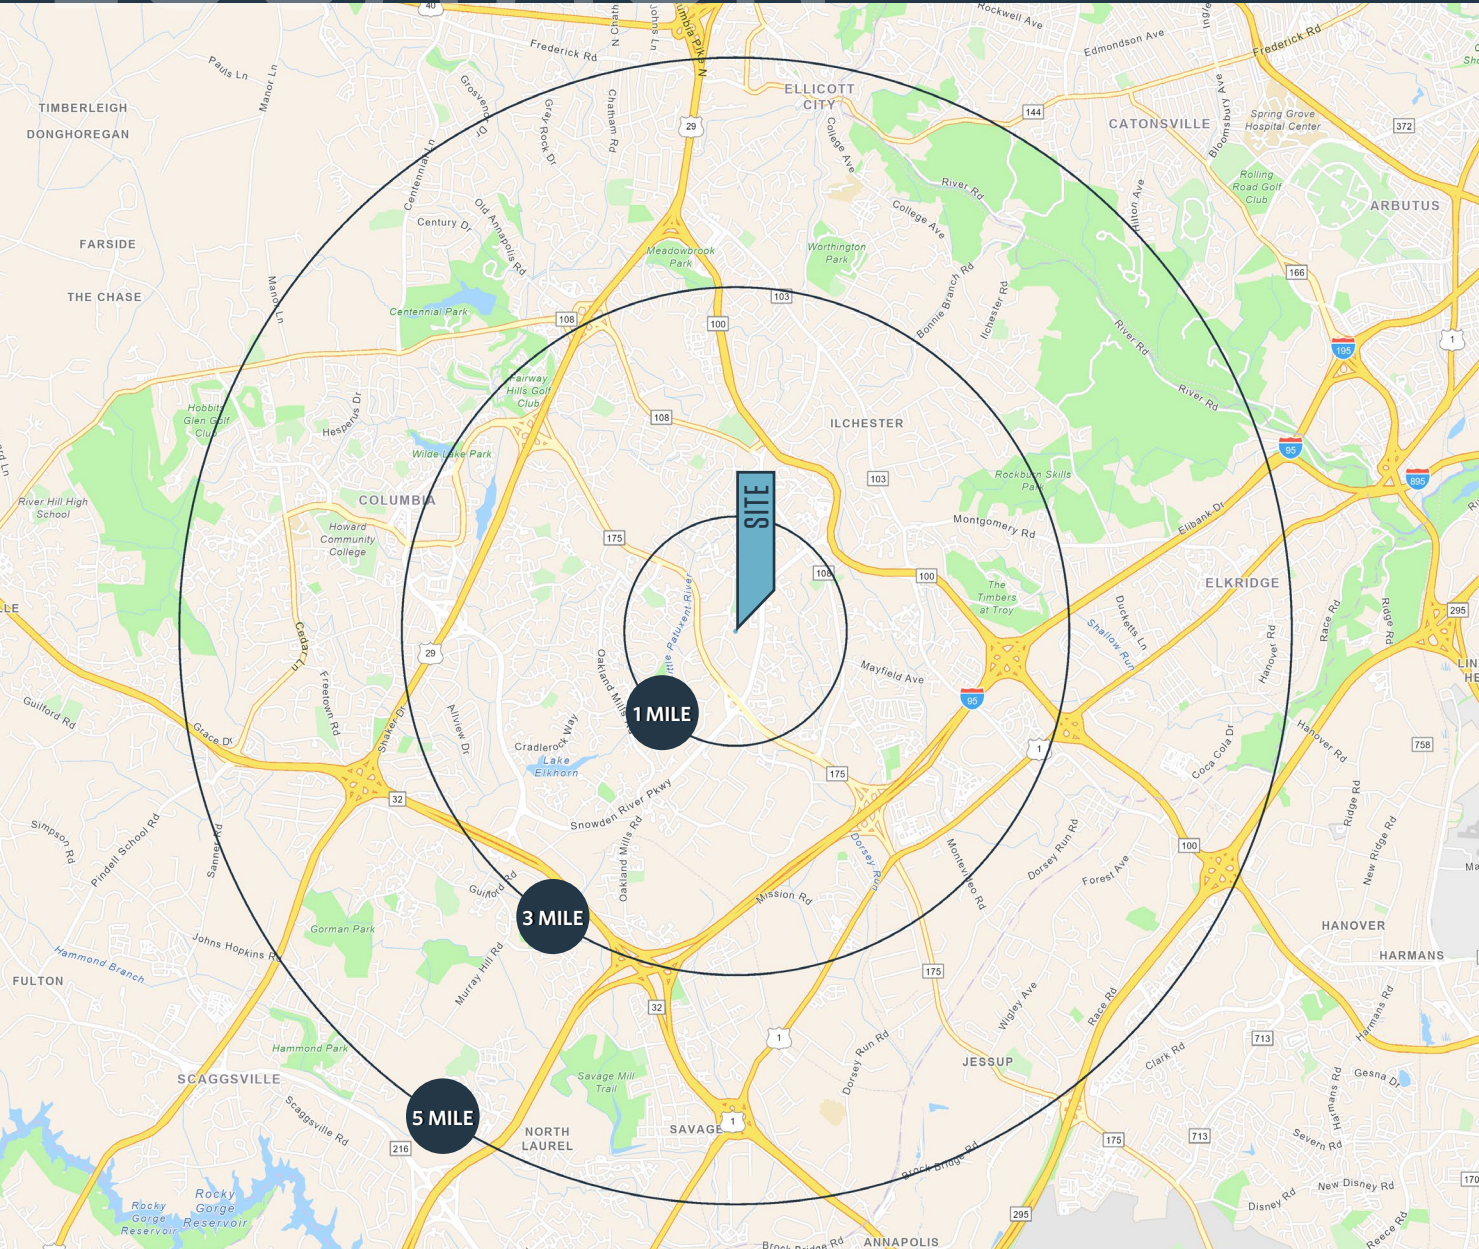 40
Columbia Pike N
Johns Ln
Rockwell Ave
Frederick Rd
Edmondson Ave
Frederick Rd
Pauls Ln
Manor Ln
Grosvenor Dr
Gray Rock Dr
Chatham Rd
TIMBERLEIGH
DONGHOREGAN
29
ELLICOTT
CITY
144
CATONSVILLE
Bloomsbury Ave
Spring Grove
Hospital Center
372
College Ave
Centennial Ln
Rolling
Road Golf
Club
River Rd
Hilton Ave
ARBUTUS
Century Dr
Old Annapolis Rd
College Ave
FARSIDE
Meadowbrook
Park
Worthington
Park
166
THE CHASE
Manor Ln
Centennial Park
108
103
100
Bonnie Branch Rd
Ilchester Rd
River Rd
195
1
Hobbits
Glen Golf
Club
Hesperus Dr
Fairway
Hills Golf
Club
108
ILCHESTER
River Rd
Wilde Lake Park
95
895
River Hill High
School
COLUMBIA
SITE
103
Rockburn Skills
Park
Howard
Community
College
175
Montgomery Rd
Elibank Dr
108
100
The
Timbers
at Troy
ELKRIDGE
Little Patuxent River
Ducketts Ln
Shallow Run
Race Rd
Ridge Rd
295
Cedar Ln
29
Oakland Mills Rd
Mayfield Ave
Hanover Rd
Freetown Rd
95
1 MILE
Guilford Rd
Grace Dr
Shaker Dr
Allview Dr
Cradlerock Way
Lake
Elkhorn
1
Coca Cola Dr
Hanover Rd
758
175
32
Snowden River Pkwy
Simpson Rd
Pindell School Rd
Sanner Rd
Oakland Mills Rd
Dorsey Run
Montevideo Rd
Dorsey Run Rd
Forest Ave
100
Ridge Rd
New Ridge Rd
Guilford Rd
Mission Rd
3 MILE
Gorman Park
HANOVER
Johns Hopkins Rd
Hammond Branch
Murray Hill Rd
HARMANS
FULTON
175
32
Wigley Ave
Race Rd
Harmans Rd
1
713
Hammond Park
Dorsey Run Rd
JESSUP
Clark Rd
SCAGGSVILLE
Savage Mill
Trail
Gesna Dr
Harmans Rd
5 MILE
Scaggsville Rd
216
NORTH
LAUREL
SAVAGE
1
175
713
Severn Rd
Brock Bridge Rd
Rocky
Gorge
Reservoir
Rocky
Gorge
Reservoir
Disney Rd
New Disney Rd
170
295
Reece Rd
Brock Bridge Rd
ANNAPOLIS